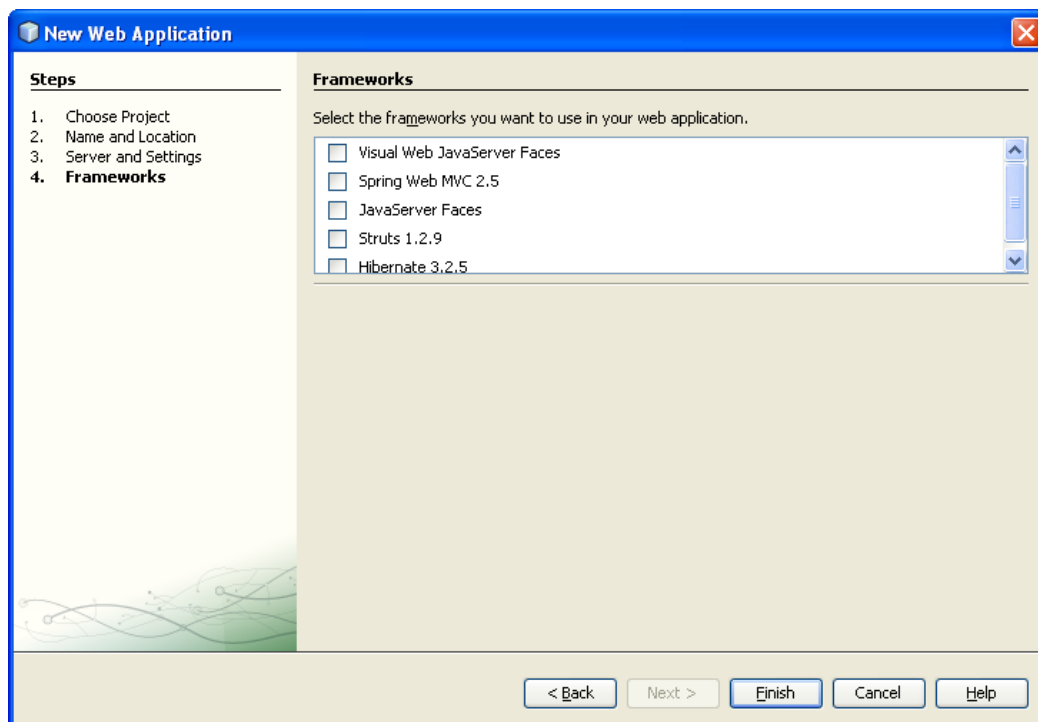 New Web Application
Steps
1. Choose Project
2. Name and Location
3. Server and Settings
4. Frameworks
Frameworks
Select the frameworks you want to use in your web application.
Visual Web JavaServer Faces
Spring Web MVC 2.5
JavaServer Faces
Struts 1.2.9
Hibernate 3.2.5
< Back
Next >
Finish
Cancel
Help